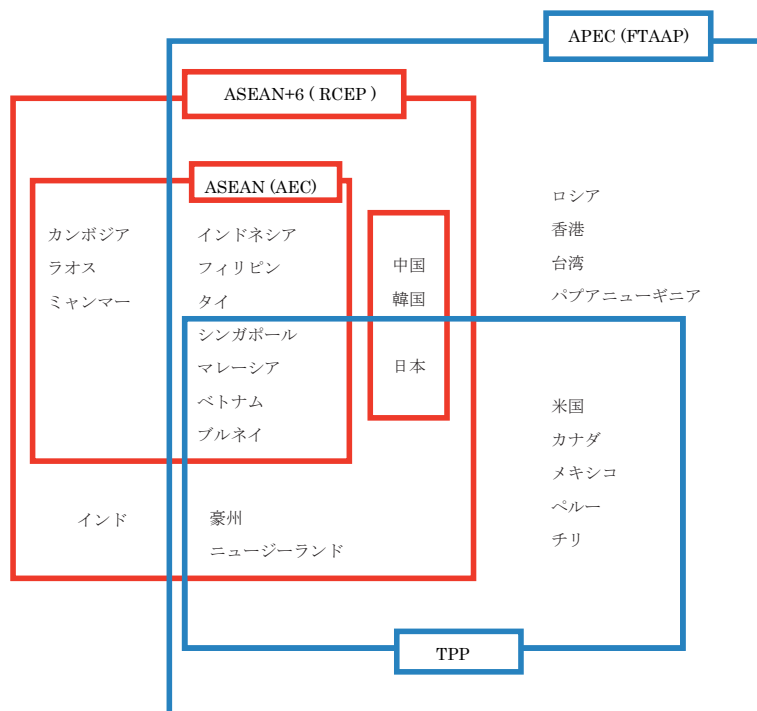 APEC (FTAAP)
ASEAN+6 ( RCEP )
ASEAN (AEC)
カンボジア
ラオス
ミャンマー
インドネシア
フィリピン
タイ
シンガポール
マレーシア
ベトナム
ブルネイ
中国
韓国
日本
ロシア
香港
台湾
パプアニューギニア
米国
カナダ
メキシコ
ペルー
チリ
インド
豪州
ニュージーランド
TPP